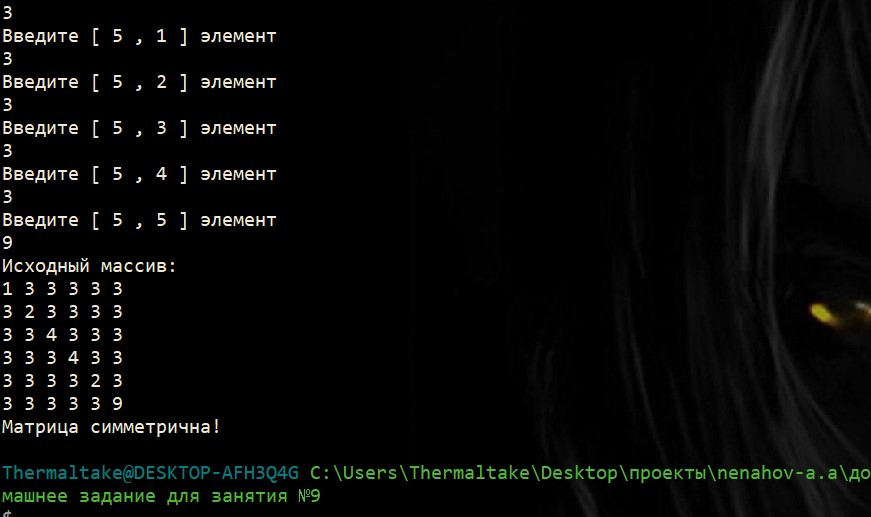 3
Введите [ 5 , 1 ] элемент
3
Введите [ 5 , 2 ] элемент
3
Введите [ 5 , 3 ] элемент
3
Введите [ 5 , 4 ] элемент
3
Введите [ 5 , 5 ] элемент
9
Исходный массив:
1 3 3 3 3 3
3 2 3 3 3 3
3 3 4 3 3 3
3 3 3 4 3 3
3 3 3 3 2 3
3 3 3 3 3 9
Матрица симметрична!
Thermaltake@DESKTOP-AFH3Q4G C:\Users\Thermaltake\Desktop\проекты\nenahov-a.a\до
машнее задание для занятия №9
$